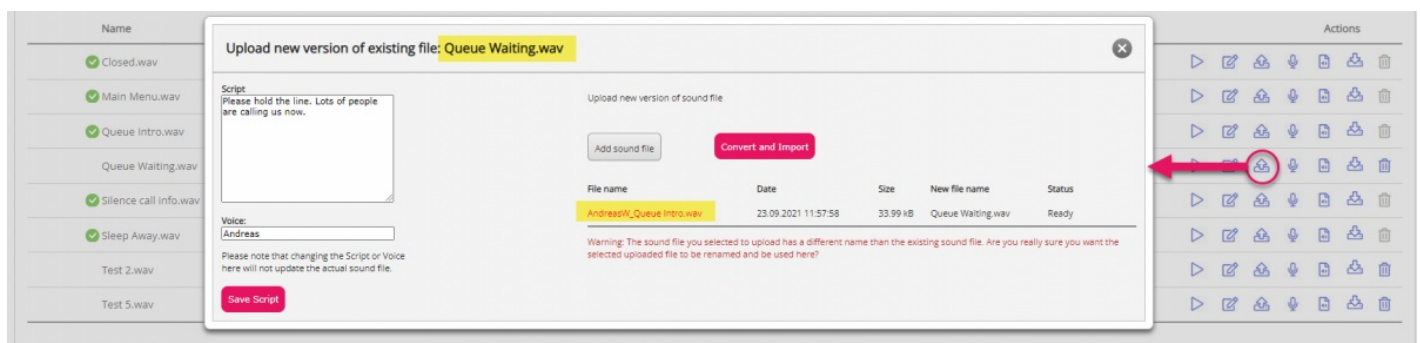 Name
Actions
Closed.wav
Main Menu.wav
Queue Intro.wav
Queue Waiting.wav
Silence call info.wav
Sleep Away.wav
Test 2.wav
Test 5.wav
Upload new version of existing file: Queue Waiting.wav
Script
Please hold the line. Lots of people
are calling us now.
Voice:
Andreas
Please note that changing the Script or Voice
here will not update the actual sound file.
Save Script
Upload new version of sound file
Add sound file
Convert and Import
File name Date Size New file name Status
AndreasW_Queue Intro.wav 23.09.2021 11:57:58 33.99 kB Queue Waiting.wav Ready
Warning: The sound file you selected to upload has a different name than the existing sound file. Are you really sure you want the
selected uploaded file to be renamed and be used here?